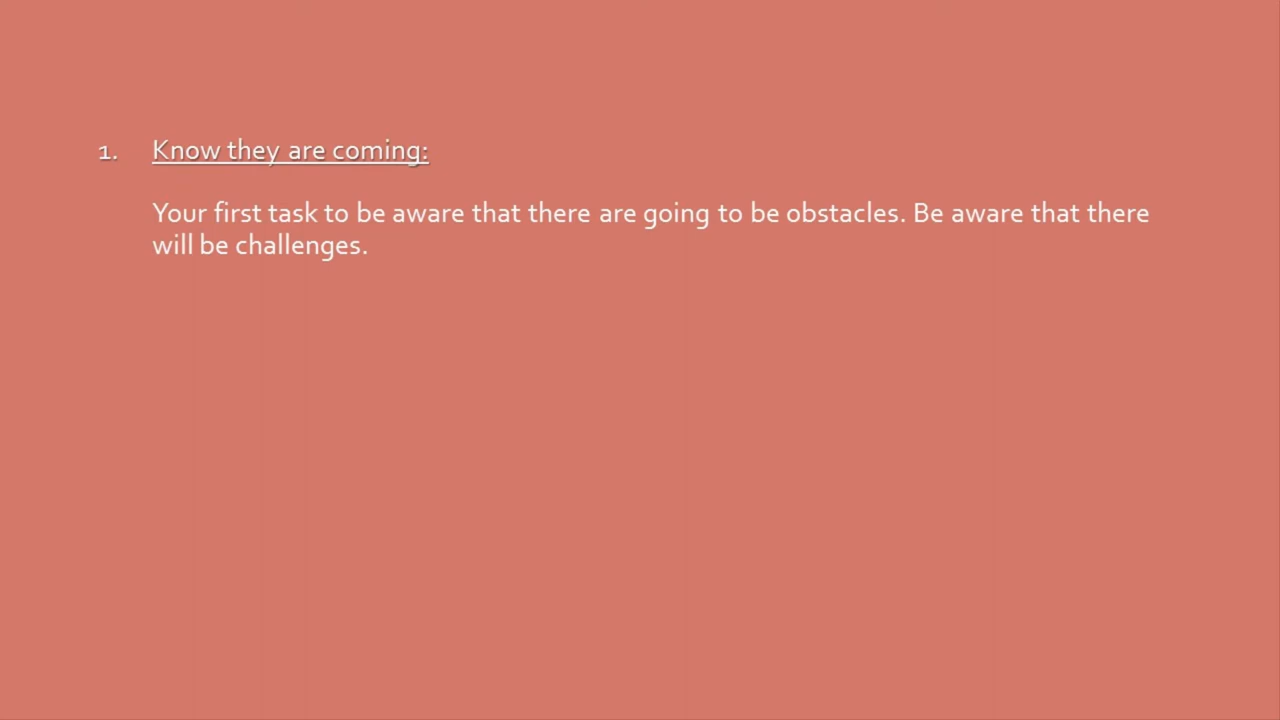 1. Know they are coming:
Your first task to be aware that there are going to be obstacles. Be aware that there
will be challenges.